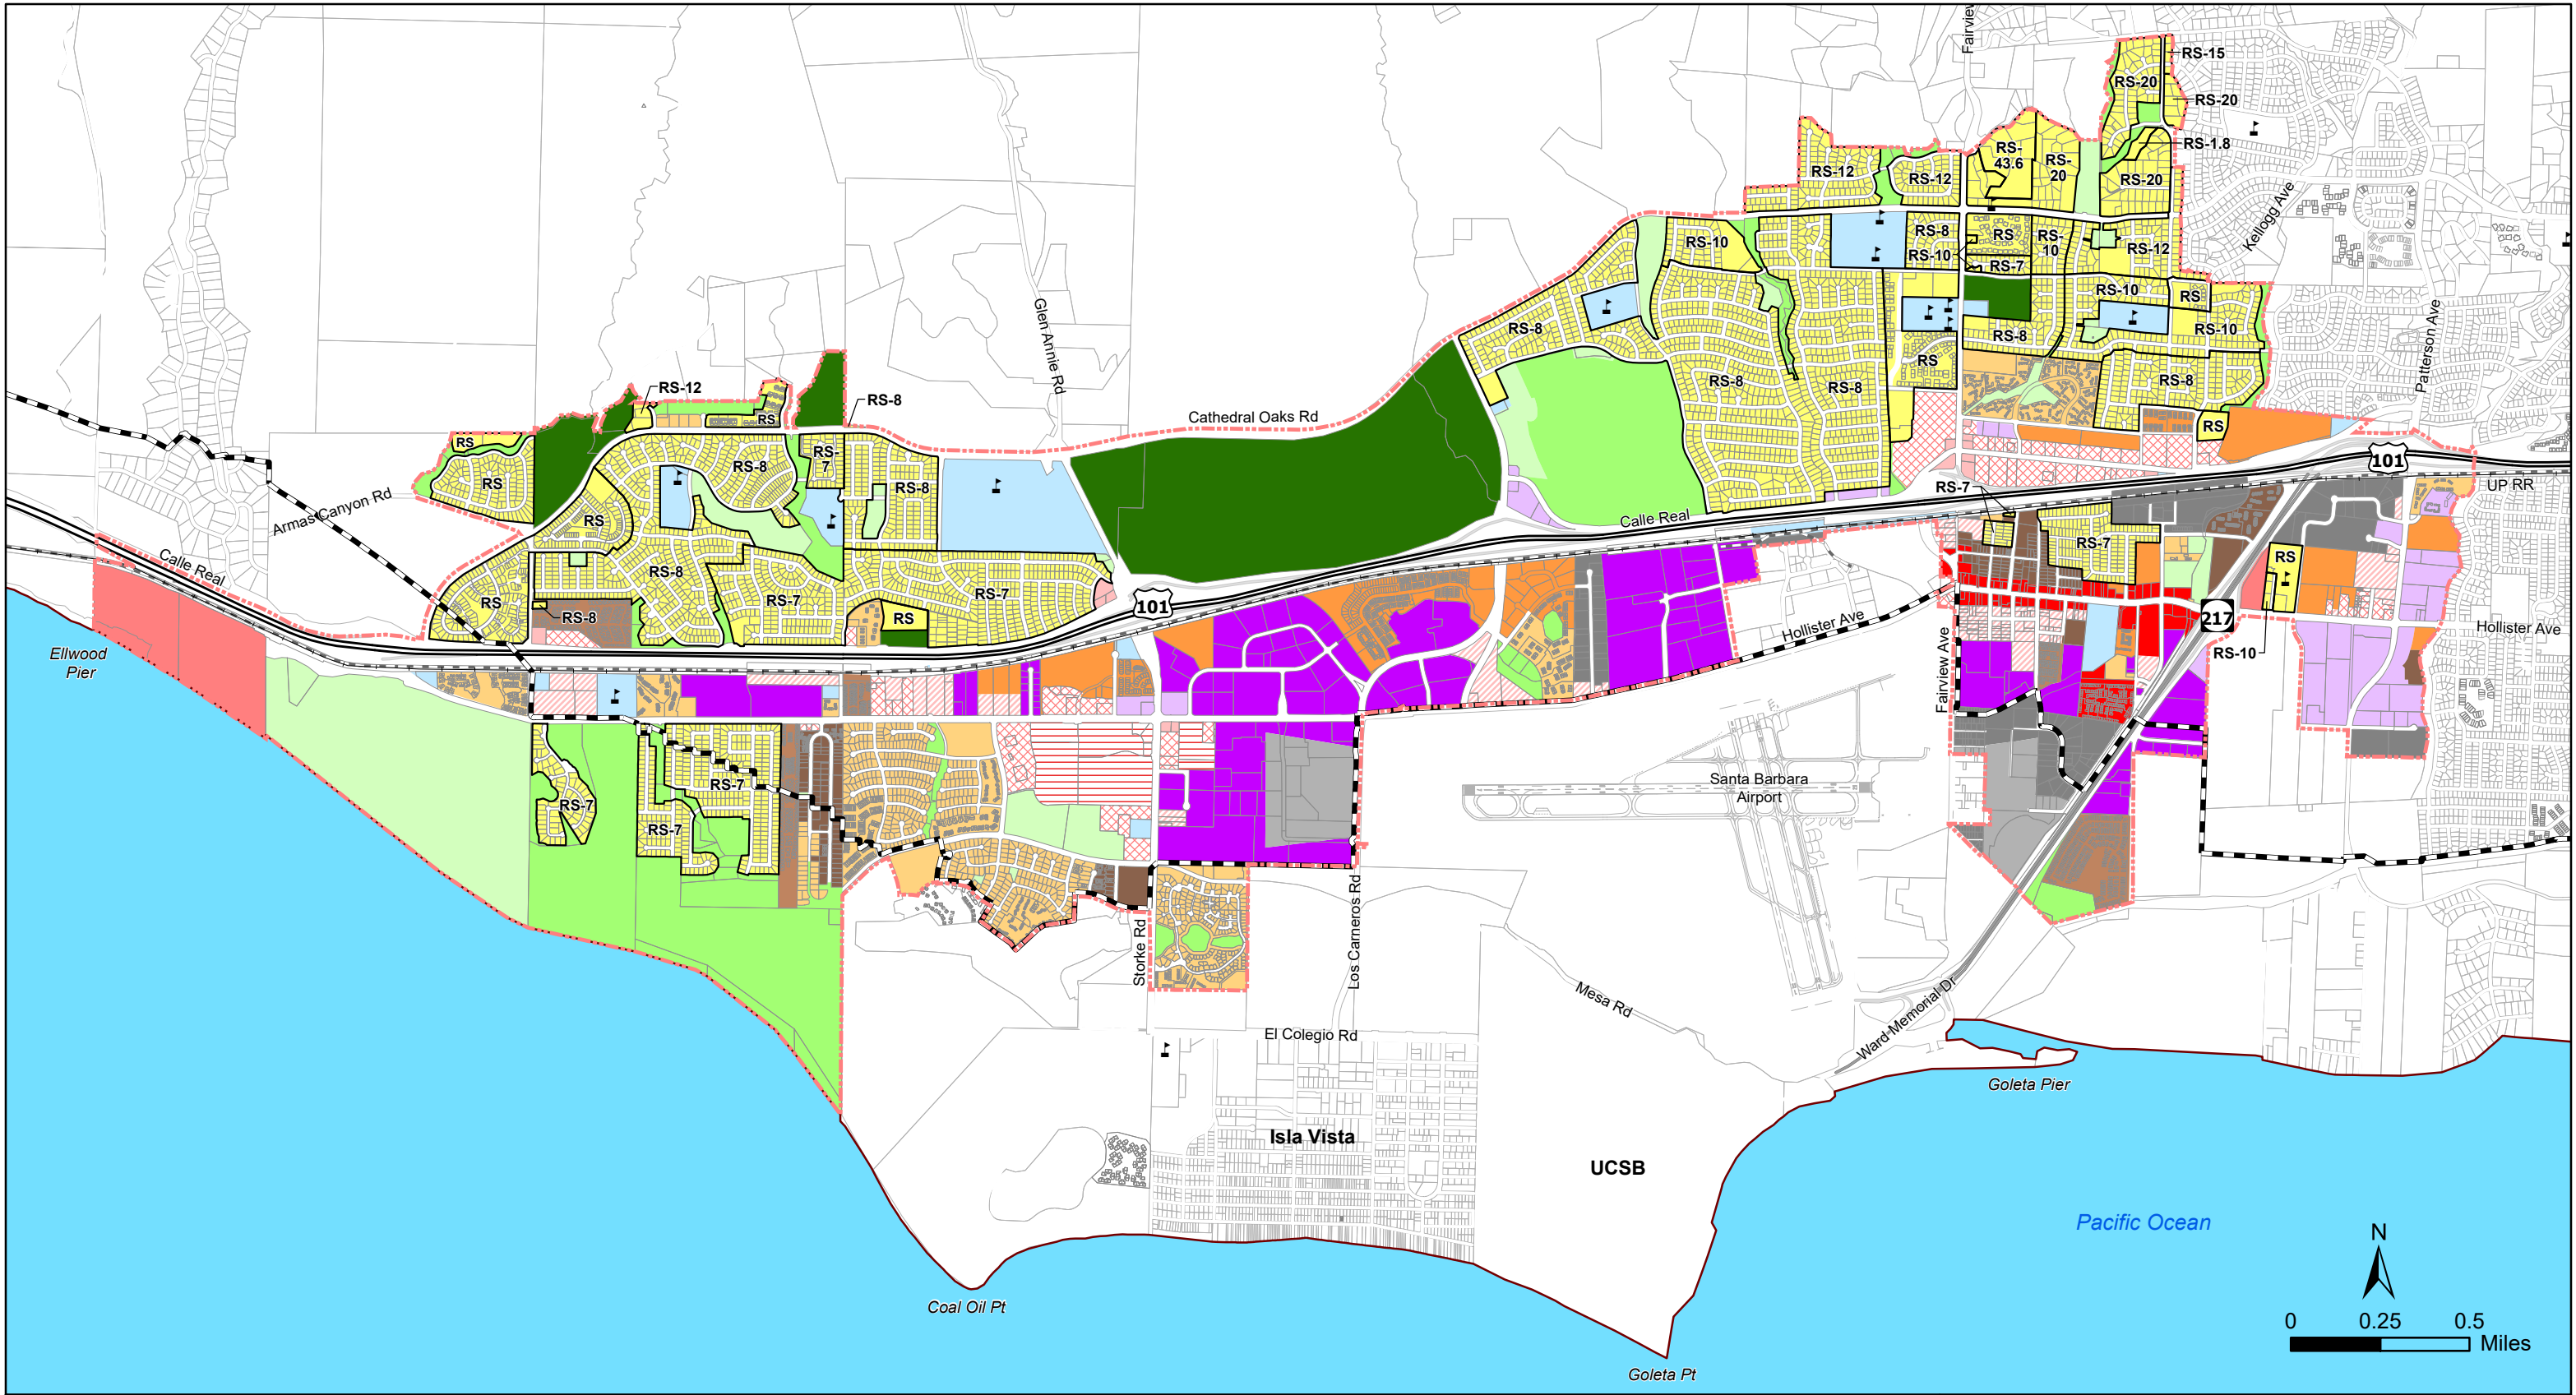 Fairview
RS-15
RS-20
RS-20
RS-1.8
RS-
43.6
RS-
20
RS-12
RS-12
RS-20
Kellogg Ave
RS-8
RS
RS-
10
RS-12
RS-10
RS-10
RS-7
RS-10
RS
Glen Annie Rd
RS-8
RS-8
RS-10
Patterson Ave
RS
RS-8
RS-8
RS-8
RS-12
RS-8
Cathedral Oaks Rd
RS
RS
RS
RS-
7
RS-8
RS
RS-8
101
UP RR
RS-7
Armas Canyon Rd
RS
Calle Real
RS-7
Calle Real
RS-8
RS
RS-7
RS-7
RS
RS-8
RS
101
217
Hollister Ave
Hollister Ave
RS-10
Ellwood
Pier
Fairview Ave
RS-7
RS-7
RS-7
Santa Barbara
Airport
Storke Rd
Los Carneros Rd
Mesa Rd
Ward Memorial Dr
El Colegio Rd
Goleta Pier
Isla Vista
UCSB
Pacific Ocean
N
Coal Oil Pt
0 0.25 0.5
Miles
Goleta Pt